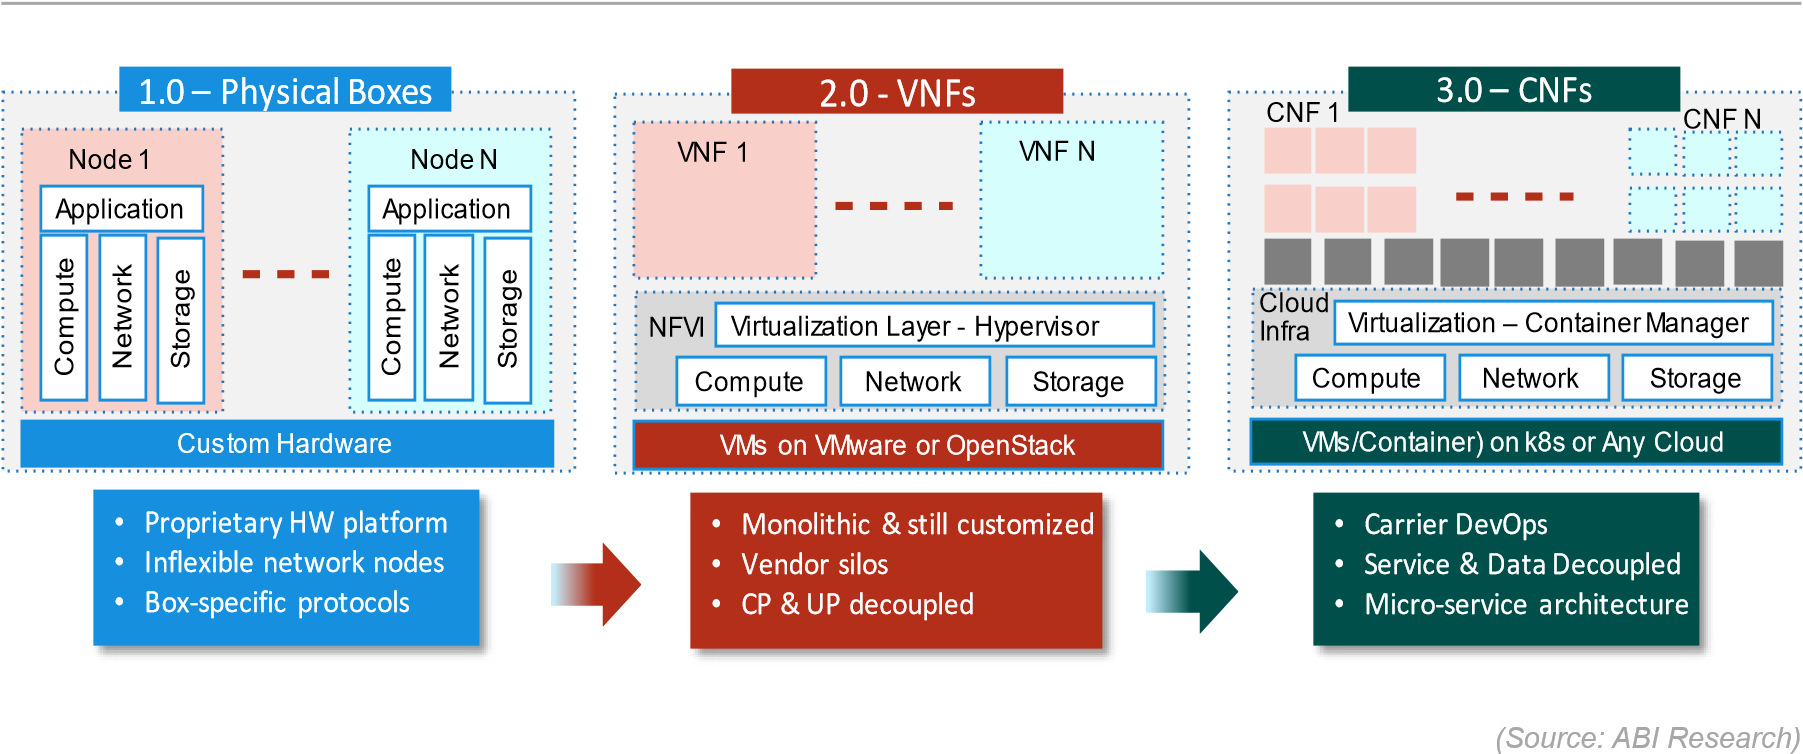 1.0 – Physical Boxes
Node 1
Application
Compute
Network
Storage
Node N
Application
Compute
Network
Storage
Custom Hardware
• Proprietary HW platform
• Inflexible network nodes
• Box-specific protocols
2.0 - VNFs
VNF 1
VNF N
NFVI
Virtualization Layer - Hypervisor
Compute
Network
Storage
VMs on VMware or OpenStack
• Monolithic & still customized
• Vendor silos
• CP & UP decoupled
3.0 – CNFs
CNF 1
CNF N
Cloud
Infra
Virtualization – Container Manager
Compute
Network
Storage
VMs/Container) on k8s or Any Cloud
• Carrier DevOps
• Service & Data Decoupled
• Micro-service architecture
(Source: ABI Research)